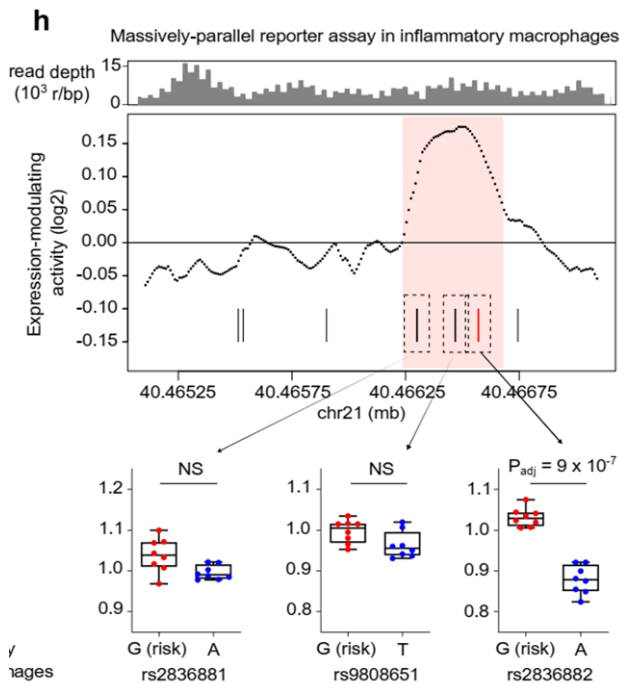 h
Massively-parallel reporter assay in inflammatory macrophages
read depth
(10³ r/bp)
15
0
Expression-modulating
activity (log2)
0.15
0.10
0.05
0.00
-0.05
-0.10
-0.15
40.46525 40.46575 40.46625 40.46675
chr21 (mb)
NS NS Padj = 9 x 10-7
1.2
1.1
1.0
0.9
1.1
1.0
0.9
0.8
1.1
1.0
0.9
0.8
G (risk) A G (risk) T G (risk) A
rs2836881 rs9808651 rs2836882